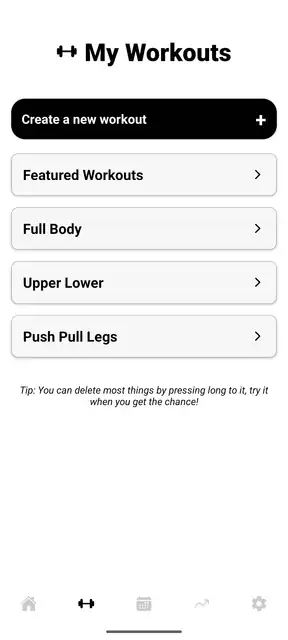 My Workouts
Create a new workout +
Featured Workouts
Full Body
Upper Lower
Push Pull Legs
Tip: You can delete most things by pressing long to it, try it
when you get the chance!